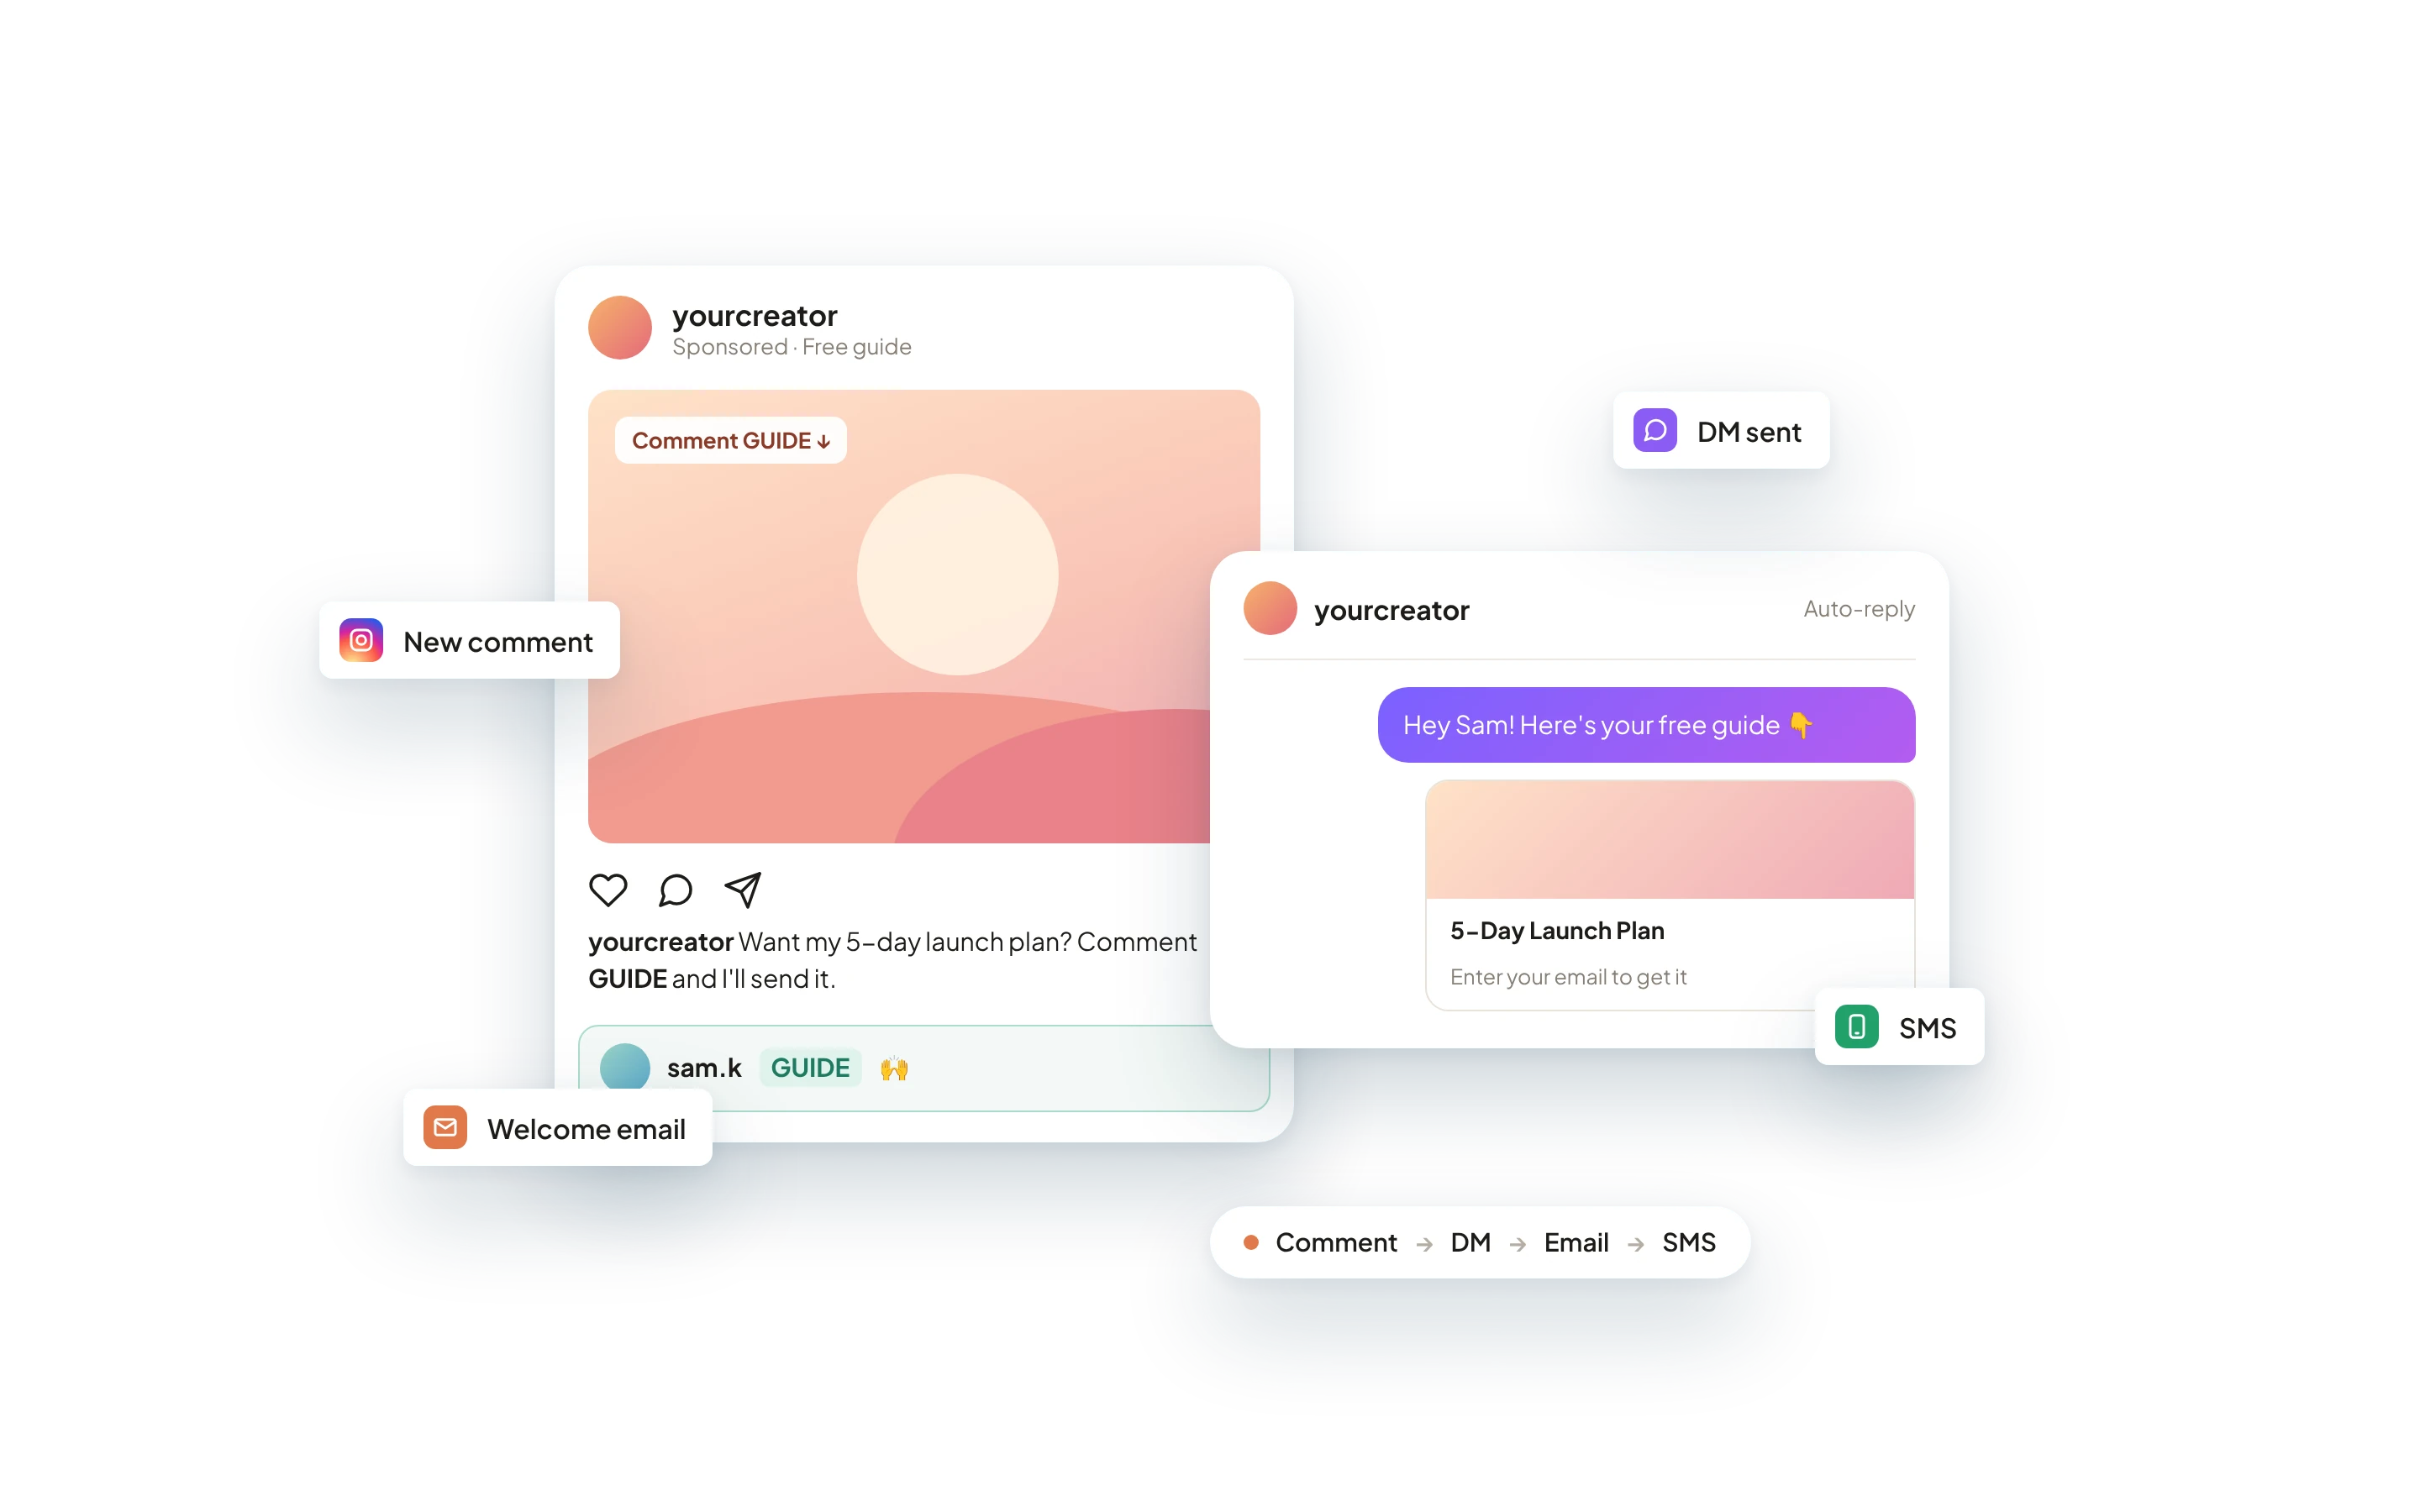 yourcreator
Sponsored · Free guide
Comment GUIDE ↓
New comment
yourcreator Want my 5-day launch plan? Comment
GUIDE and I'll send it.
sam.k GUIDE 🙌
Welcome email
DM sent
yourcreator
Auto-reply
Hey Sam! Here's your free guide 👇
5-Day Launch Plan
Enter your email to get it
SMS
Comment → DM → Email → SMS